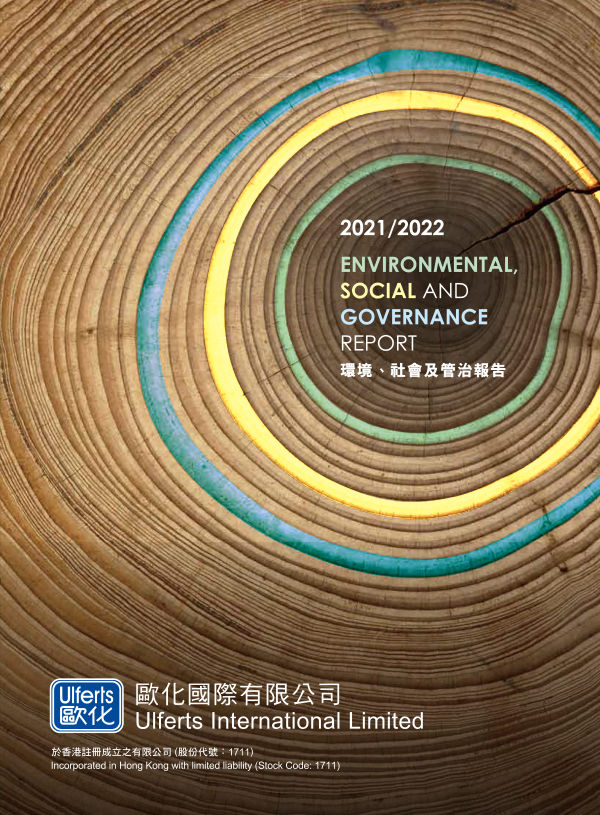 2021/2022
ENVIRONMENTAL,
SOCIAL AND
GOVERNANCE
REPORT
環境、社會及管治報告
Ulferts
歐化
歐化國際有限公司
Ulferts International Limited
於香港註冊成立之有限公司 (股份代號：1711)
Incorporated in Hong Kong with limited liability (Stock Code: 1711)